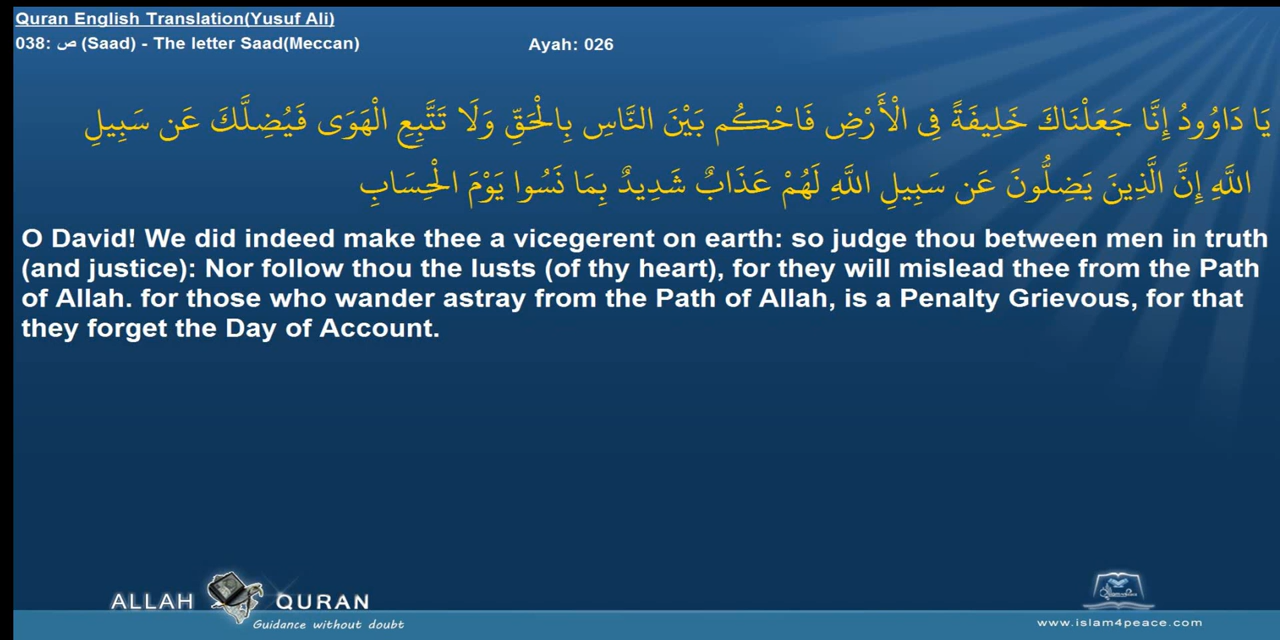 Quran English Translation(Yusuf Ali)
038: ص (Saad) - The letter Saad(Meccan) Ayah: 026
يَا دَاوُودُ إِنَّا جَعَلْنَاكَ خَلِيفَةً فِي الْأَرْضِ فَاحْكُم بَيْنَ النَّاسِ بِالْحَقِّ وَلَا تَتَّبِعِ الْهَوَى فَيُضِلَّكَ عَن سَبِيلِ
اللَّهِ إِنَّ الَّذِينَ يَضِلُّونَ عَن سَبِيلِ اللَّهِ لَهُمْ عَذَابٌ شَدِيدٌ بِمَا نَسُوا يَوْمَ الْحِسَابِ
O David! We did indeed make thee a vicegerent on earth: so judge thou between men in truth
(and justice): Nor follow thou the lusts (of thy heart), for they will mislead thee from the Path
of Allah. for those who wander astray from the Path of Allah, is a Penalty Grievous, for that
they forget the Day of Account.
ALLAH QURAN
Guidance without doubt
www.islam4peace.com